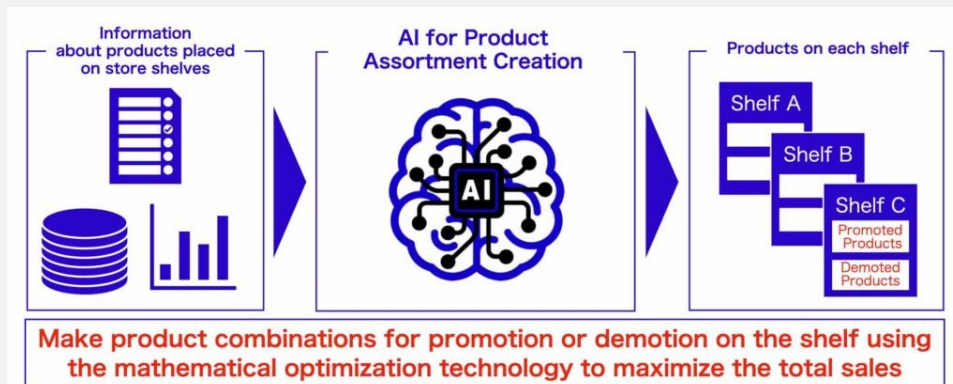 Information
about products placed
on store shelves
AI for Product
Assortment Creation
AI
Products on each shelf
Shelf A
Shelf B
Shelf C
Promoted
Products
Demoted
Products
Make product combinations for promotion or demotion on the shelf using
the mathematical optimization technology to maximize the total sales